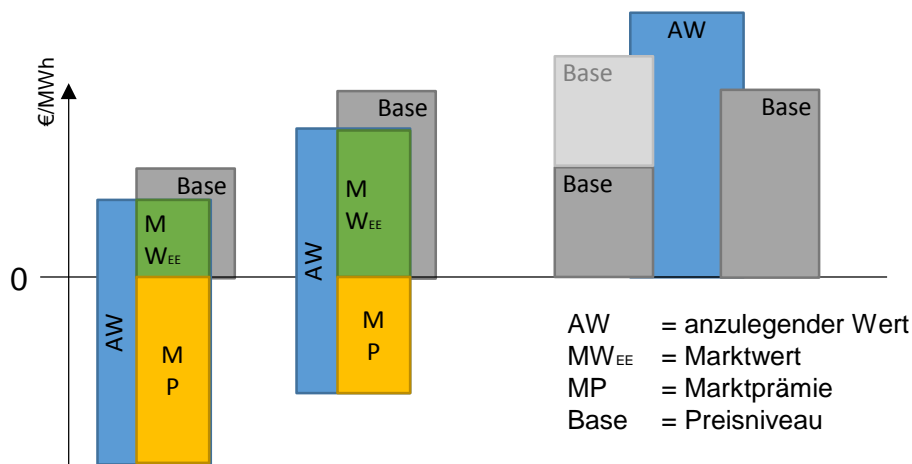 €/MWh
0
Base
M
WEE
AW
M
P
Base
M
WEE
AW
M
P
Base
Base
AW
Base
AW = anzulegender Wert
MWEE = Marktwert
MP = Marktprämie
Base = Preisniveau